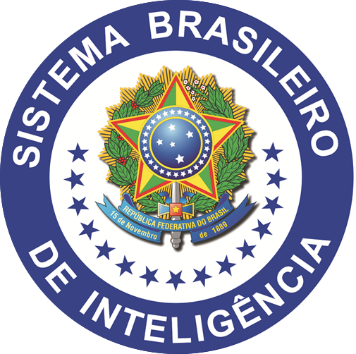 SISTEMA BRASILEIRO
REPÚBLICA FEDERATIVA DO BRASIL
15 de Novembro de 1889
DE INTELIGÊNCIA